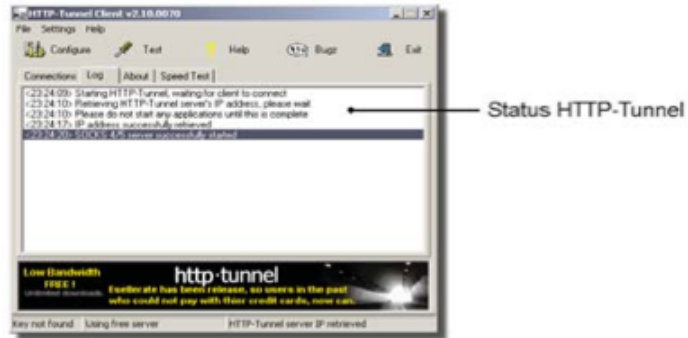 HTTP-Tunnel Client v2.18.0070
File Settings Help
Configure Test Help Bugz Exit
Connections Log About Speed Test
<23:24:09> Starting HTTP-Tunnel, waiting for client to connect
<23:24:10> Retrieving HTTP-Tunnel server's IP address, please wait
<23:24:10> Please do not start any applications until this is complete
<23:24:17> IP address successfully retrieved
<23:24:20> SOCKS 4/5 server successfully started
Status HTTP-Tunnel
Low Bandwidth
FREE !
Unlimited downloads.
http-tunnel
Esellerate has been release, so users in the past
who could not pay with thier credit cards, now can.
Key not found Using free server HTTP-Tunnel server IP retrieved